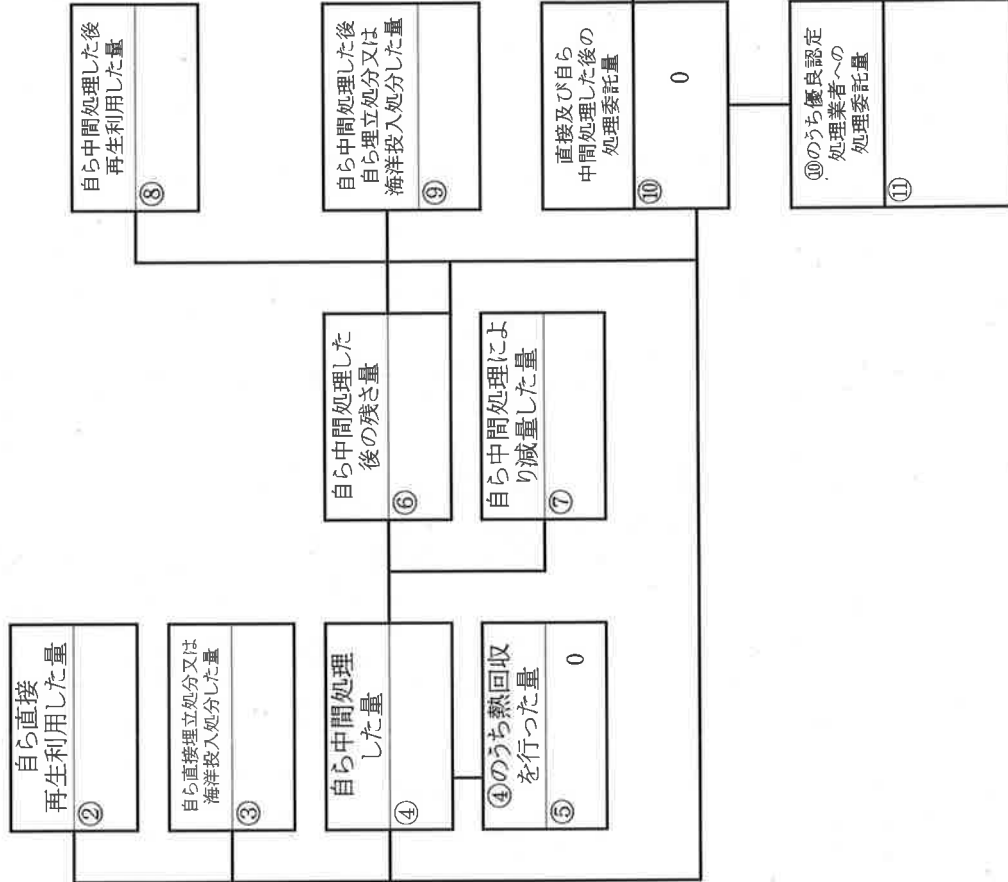 自ら直接
再生利用した量
②
自ら直接埋立処分又は
海洋投入処分した量
③
自ら中間処理
した量
④
④のうち熱回収
を行った量
⑤
0
自ら中間処理した
後の残さ量
⑥
自ら中間処理によ
り減量した量
⑦
自ら中間処理した後
再生利用した量
⑧
自ら中間処理した後
自ら埋立処分又は
海洋投入処分した量
⑨
直接及び自ら
中間処理した後の
処理委託量
⑩
0
⑩のうち優良認定
処理業者への
処理委託量
⑪